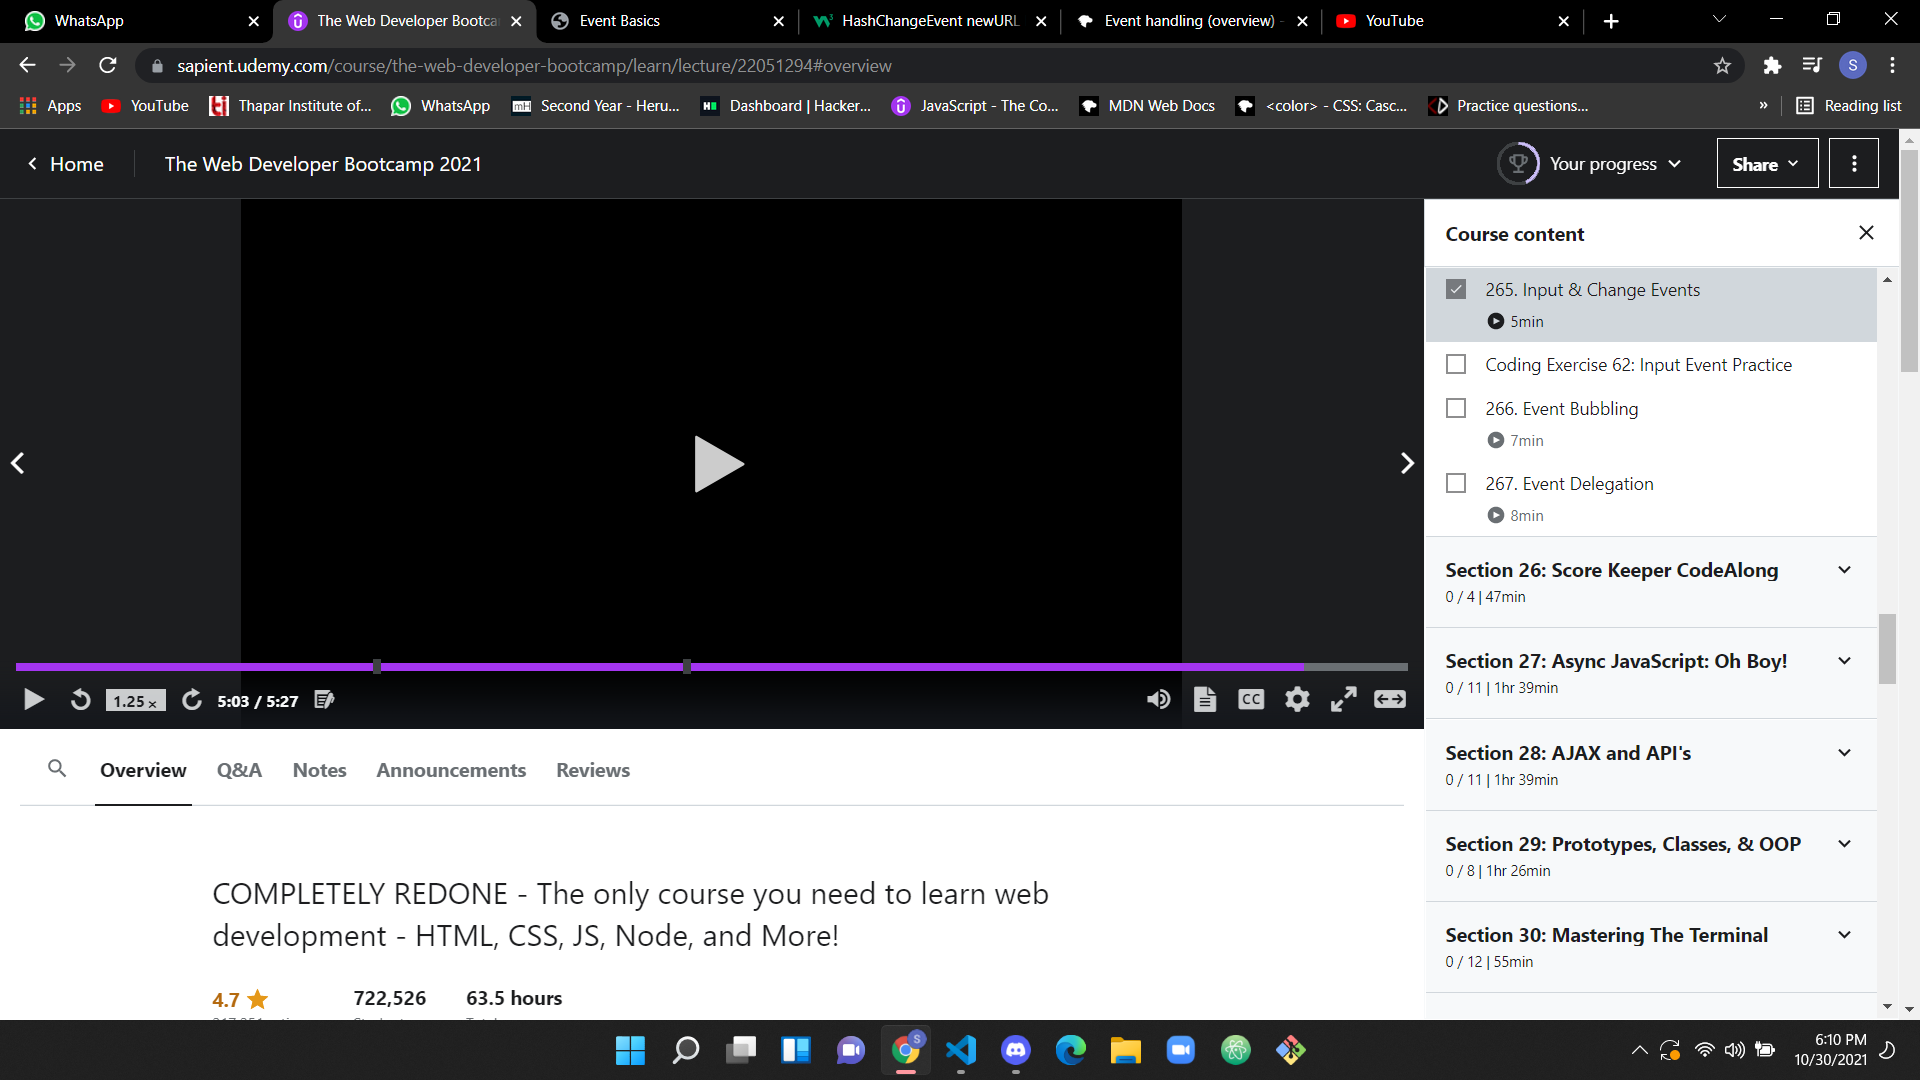 WhatsApp
The Web Developer Bootca
Event Basics
HashChangeEvent newURL
Event handling (overview) -
YouTube
sapient.udemy.com/course/the-web-developer-bootcamp/learn/lecture/22051294#overview
S
Apps
YouTube
Thapar Institute of...
WhatsApp
Second Year - Heru...
Dashboard | Hacker...
JavaScript - The Co...
MDN Web Docs
<color> - CSS: Casc...
Practice questions...
»
Reading list
Home
The Web Developer Bootcamp 2021
Your progress
Share
Course content
265. Input & Change Events
5min
Coding Exercise 62: Input Event Practice
266. Event Bubbling
7min
267. Event Delegation
8min
Section 26: Score Keeper CodeAlong
0 / 4 | 47min
Section 27: Async JavaScript: Oh Boy!
0 / 11 | 1hr 39min
Section 28: AJAX and API's
0 / 11 | 1hr 39min
Section 29: Prototypes, Classes, & OOP
0 / 8 | 1hr 26min
Section 30: Mastering The Terminal
0 / 12 | 55min
1.25 x
5:03 / 5:27
CC
Overview
Q&A
Notes
Announcements
Reviews
COMPLETELY REDONE - The only course you need to learn web
development - HTML, CSS, JS, Node, and More!
4.7
722,526
63.5 hours
6:10 PM
10/30/2021